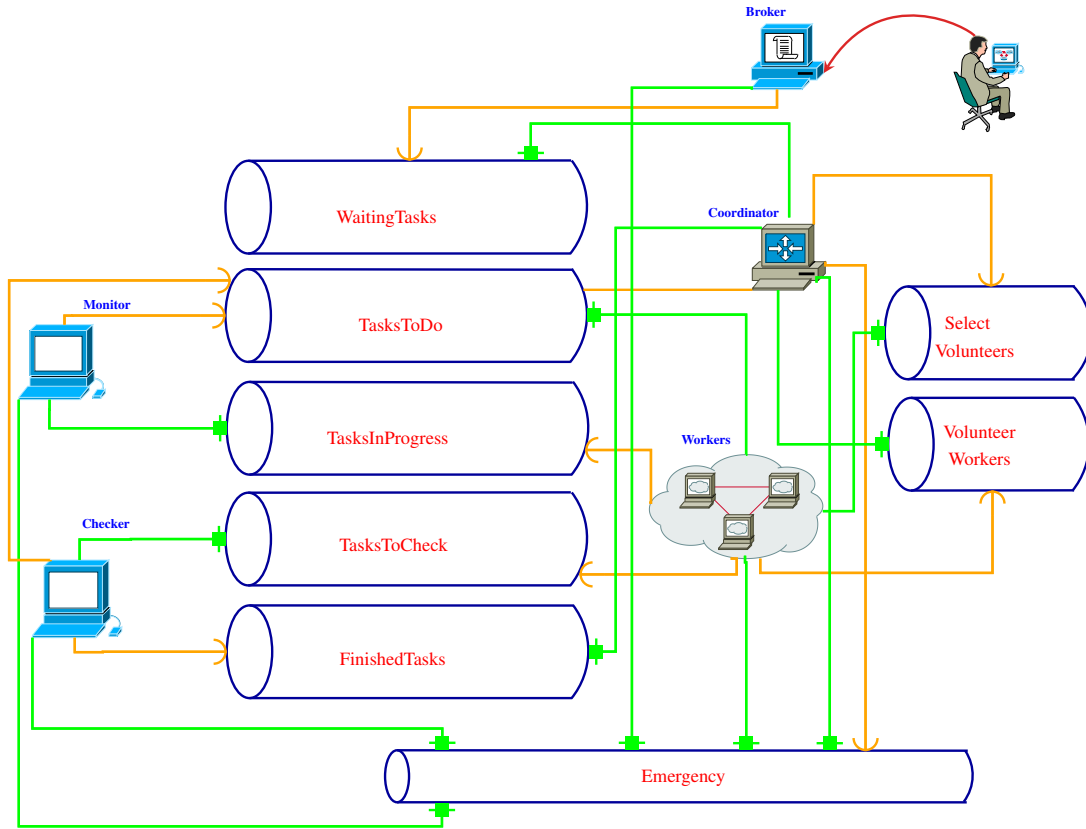 Broker
WaitingTasks
Coordinator
Monitor
TasksToDo
Select
Volunteers
TasksInProgress
Workers
Volunteer
Workers
Checker
TasksToCheck
FinishedTasks
Emergency